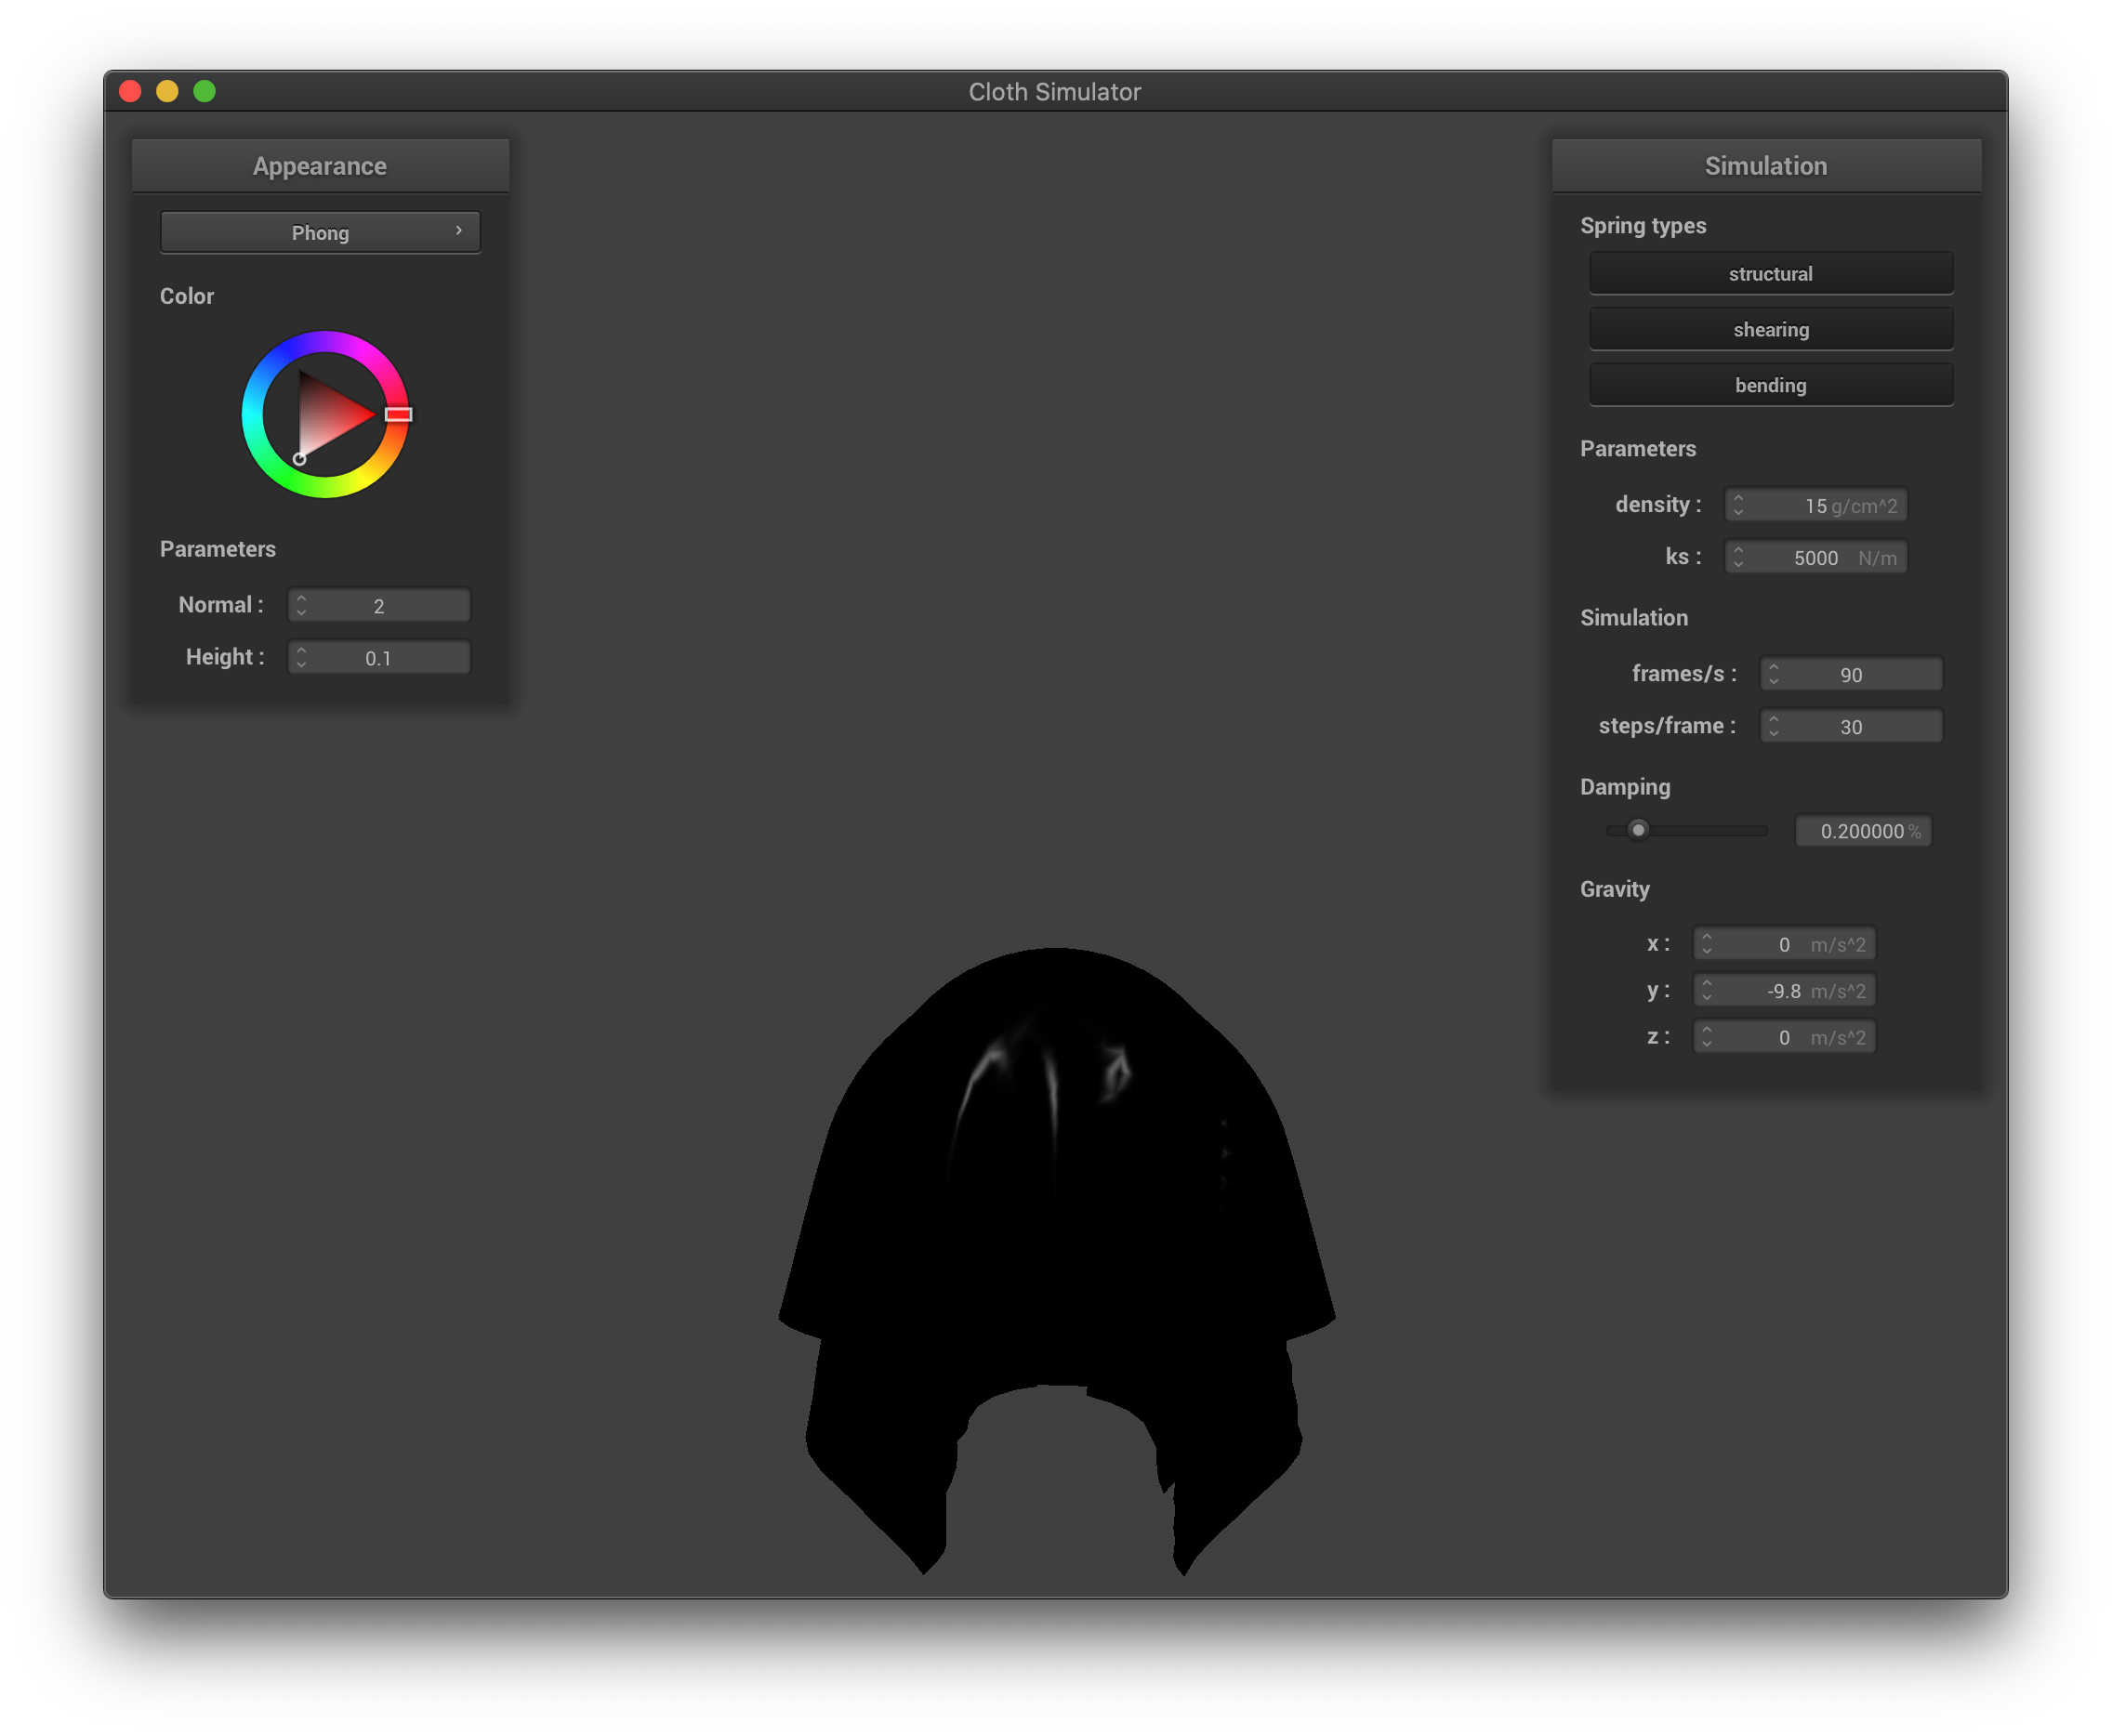 Cloth Simulator
Appearance
Phong
Color
Parameters
Normal : 2
Height : 0.1
Simulation
Spring types
structural
shearing
bending
Parameters
density : 15 g/cm^2
ks : 5000 N/m
Simulation
frames/s : 90
steps/frame : 30
Damping
0.200000 %
Gravity
x : 0 m/s^2
y : -9.8 m/s^2
z : 0 m/s^2